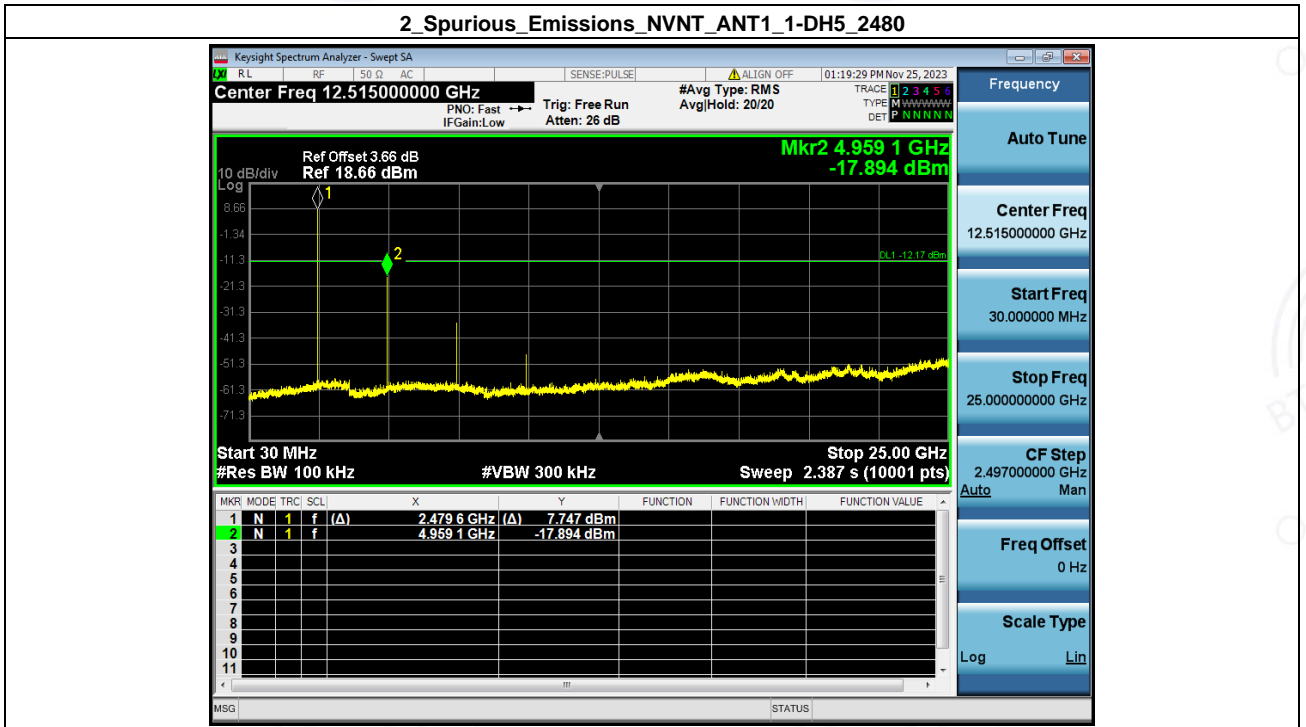 2_Spurious_Emissions_NVNT_ANT1_1-DH5_2480
Keysight Spectrum Analyzer - Swept SA
LXI RL RF 50 Ω AC SENSE:PULSE ALIGN OFF 01:19:29 PM Nov 25, 2023
Center Freq 12.515000000 GHz
PNO: Fast
IFGain:Low
Trig: Free Run
Atten: 26 dB
#Avg Type: RMS
Avg|Hold: 20/20
TRACE 1 2 3 4 5 6
TYPE M WWWWW
DET P N N N N N
Mkr2 4.959 1 GHz
-17.894 dBm
Ref Offset 3.66 dB
10 dB/div Ref 18.66 dBm
Log
8.66
-1.34
-11.3
-21.3
-31.3
-41.3
-51.3
-61.3
-71.3
1
2
DL1 -12.17 dBm
Start 30 MHz Stop 25.00 GHz
#Res BW 100 kHz #VBW 300 kHz Sweep 2.387 s (10001 pts)
MKR MODE TRC SCL X Y FUNCTION FUNCTION WIDTH FUNCTION VALUE
1 N 1 f (Δ) 2.479 6 GHz (Δ) 7.747 dBm
2 N 1 f 4.959 1 GHz -17.894 dBm
3
4
5
6
7
8
9
10
11
MSG STATUS
Frequency
Auto Tune
Center Freq
12.515000000 GHz
Start Freq
30.000000 MHz
Stop Freq
25.000000000 GHz
CF Step
2.497000000 GHz
Auto Man
Freq Offset
0 Hz
Scale Type
Log Lin